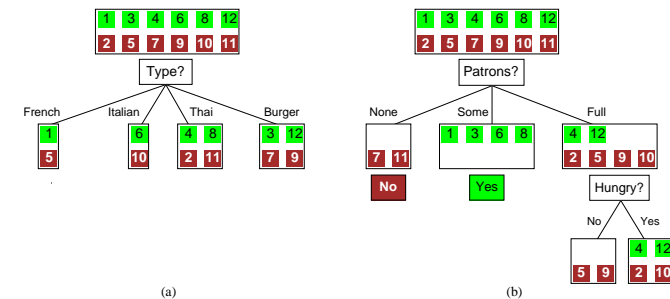 1 3 4 6 8 12
2 5 7 9 10 11
Type?
French Italian Thai Burger
1 6 4 8 3 12
5 10 2 11 7 9
(a)
1 3 4 6 8 12
2 5 7 9 10 11
Patrons?
None Some Full
1 3 6 8 4 12
7 11 2 5 9 10
No Yes Hungry?
No Yes
4 12
5 9 2 10
(b)